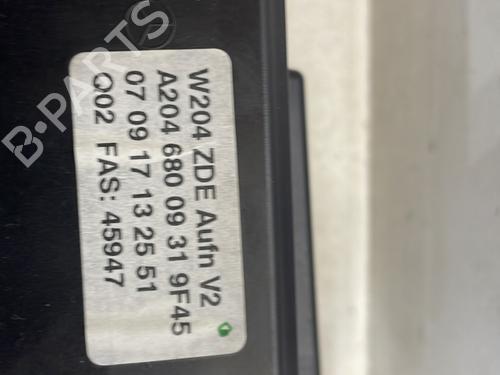 W204 ZDE Aufn V2
A204 680 09 31 9F45
07 09 17 13 25 51
Q02 FAS: 45947
B-PARTS